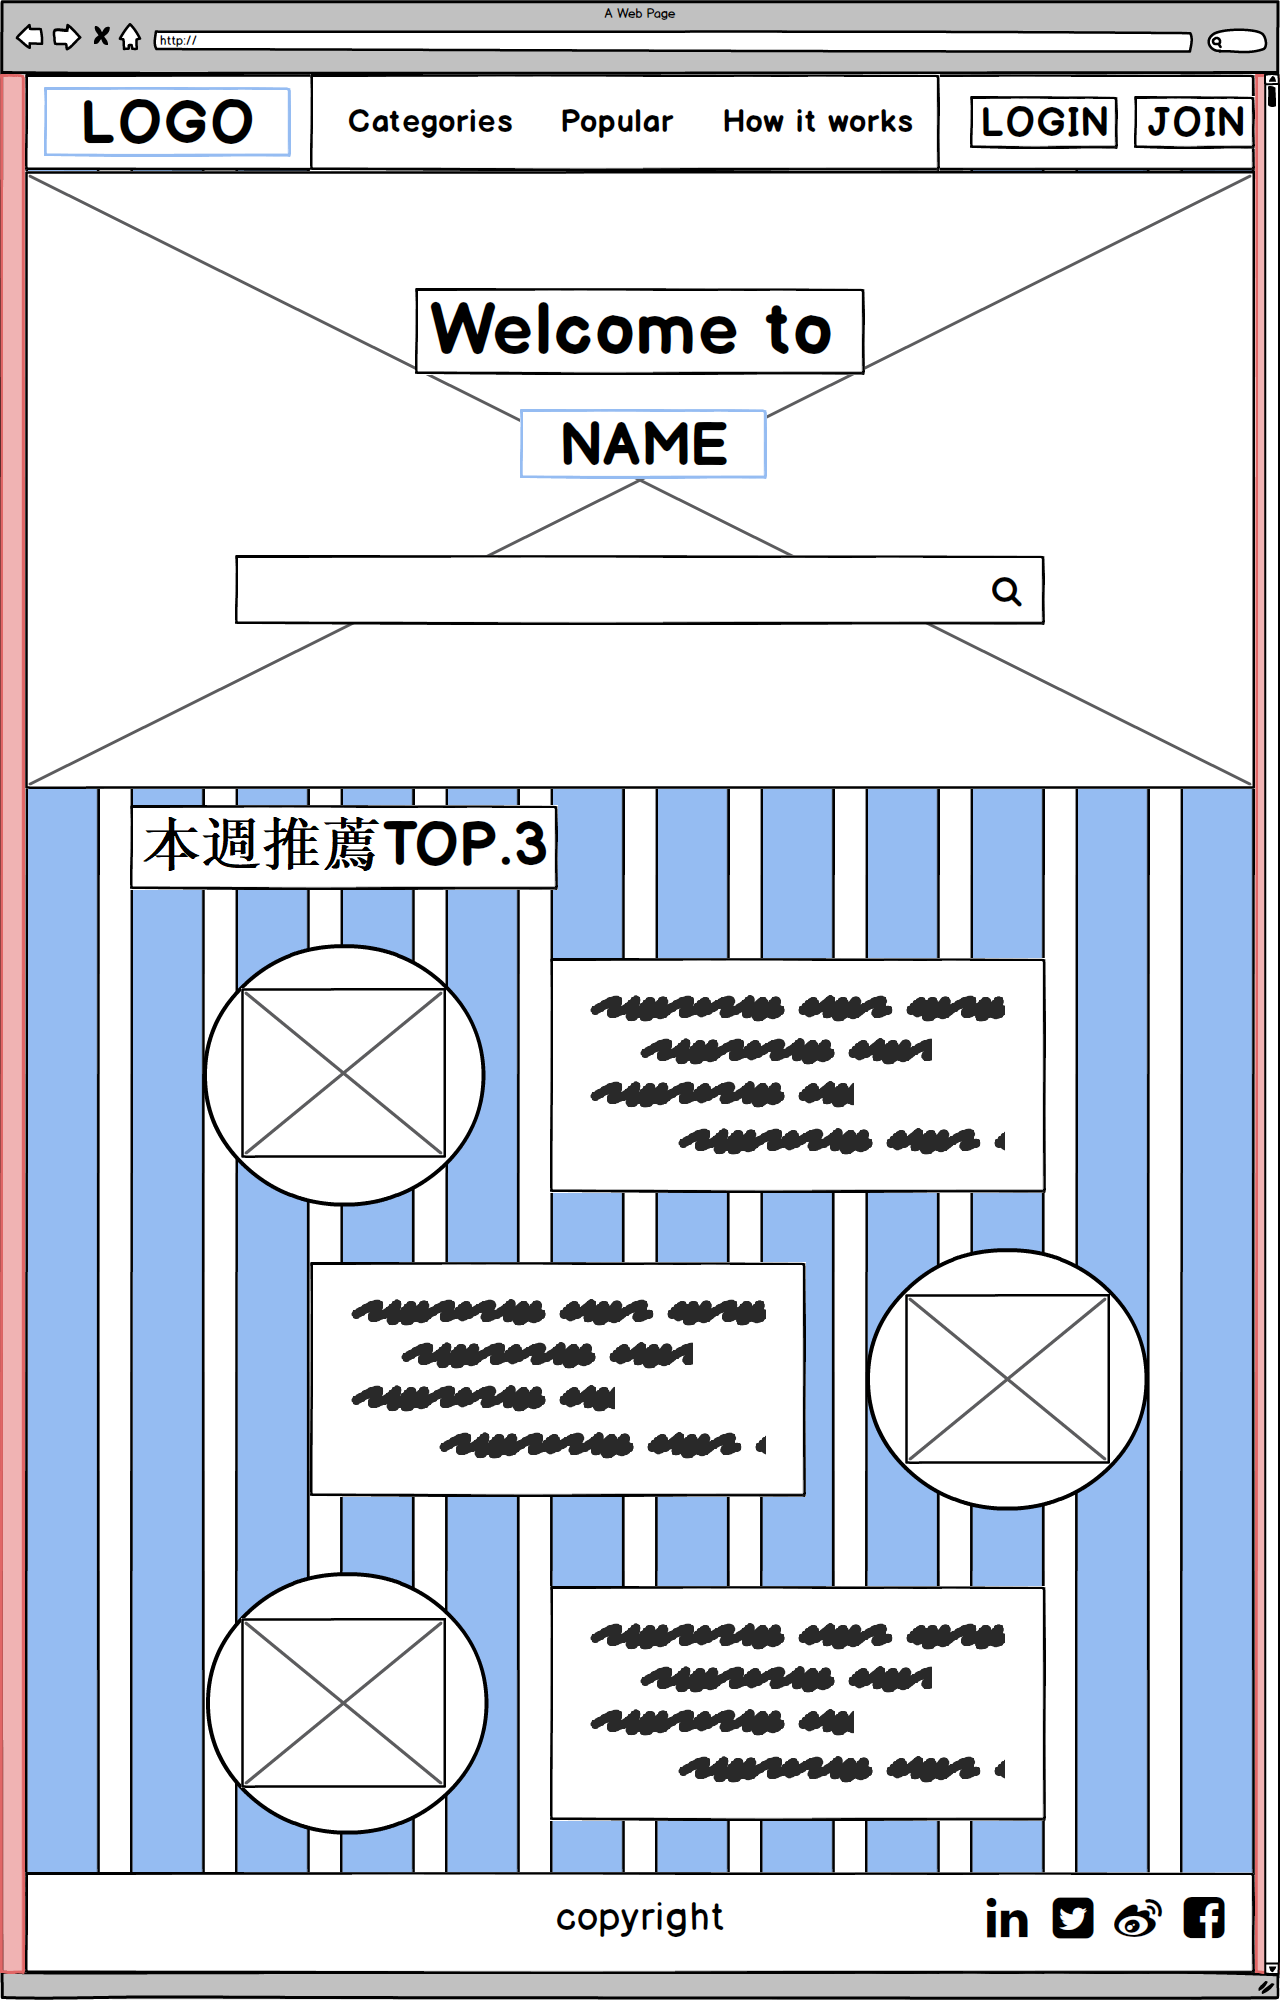 A Web Page
http://
LOGO
Categories Popular How it works
LOGIN JOIN
Welcome to
NAME
本週推薦TOP.3
copyright